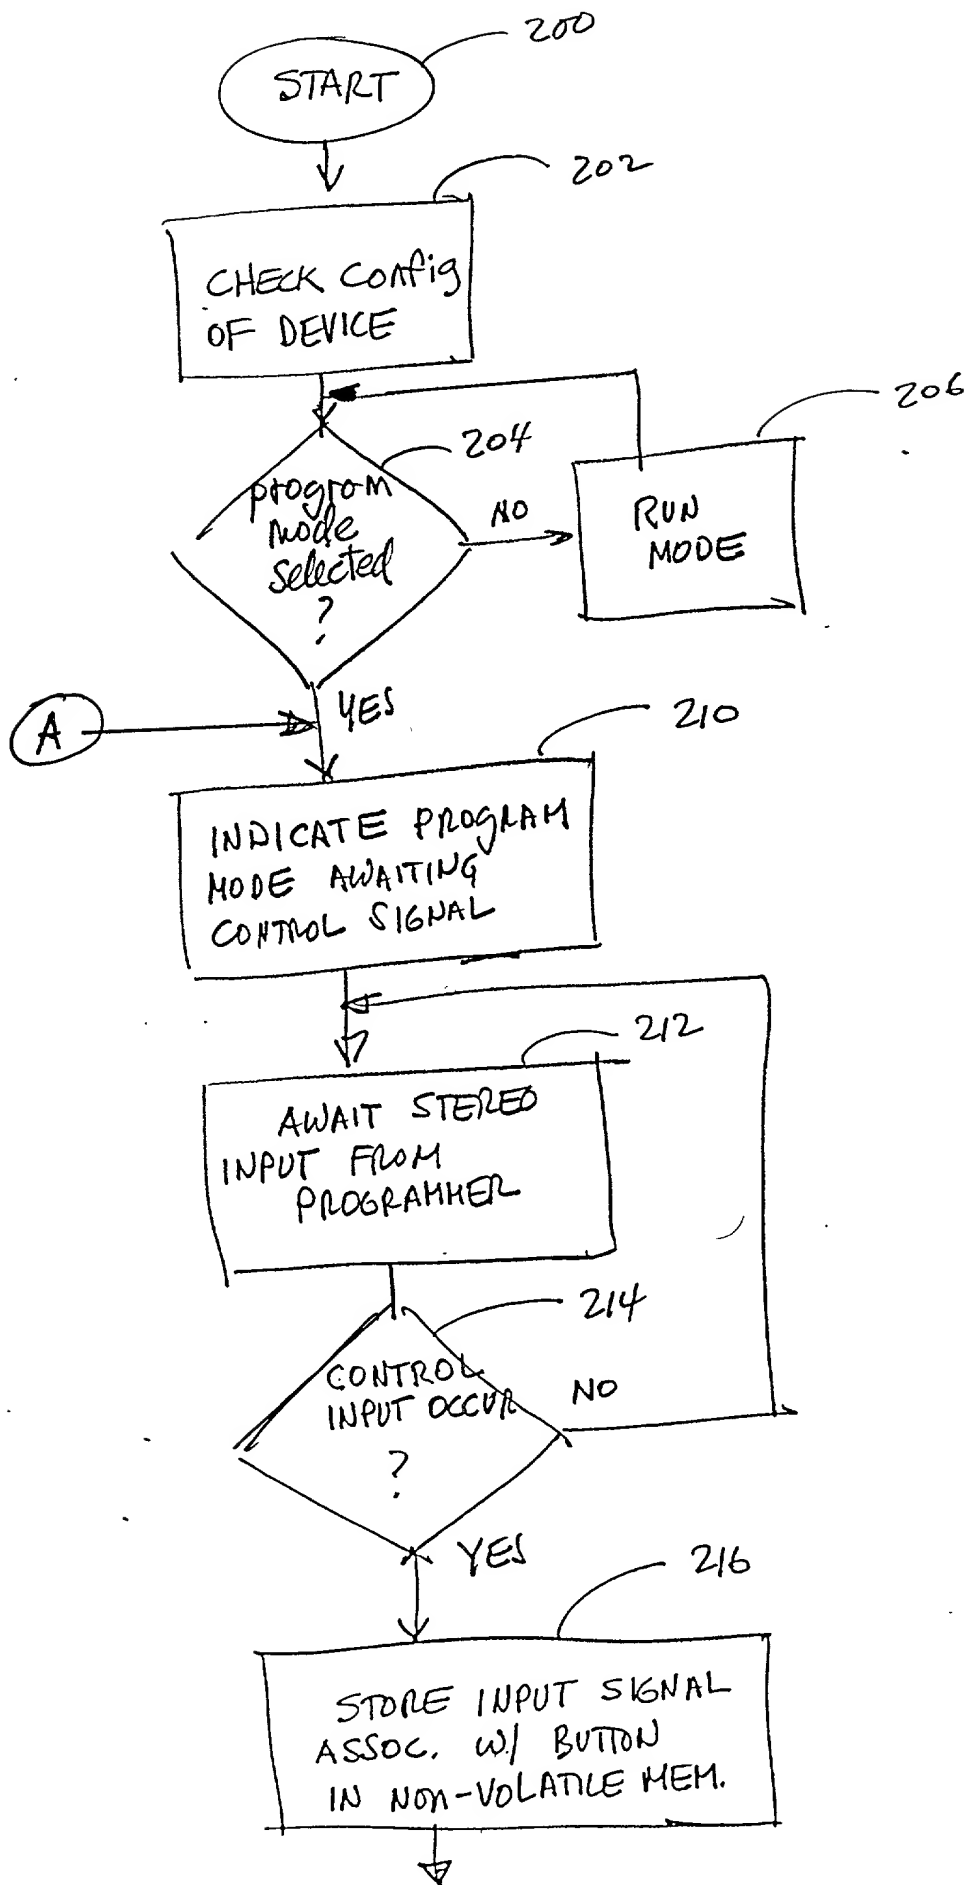 200
START
202
CHECK Config
OF DEVICE
206
204
program
mode
selected
?
NO
RUN
MODE
A
YES
210
INDICATE PROGRAM
MODE AWAITING
CONTROL SIGNAL
212
AWAIT STEREO
INPUT FROM
PROGRAMMER
214
CONTROL
INPUT OCCUR
?
NO
YES
216
STORE INPUT SIGNAL
ASSOC. W/ BUTTON
IN NON-VOLATILE MEM.